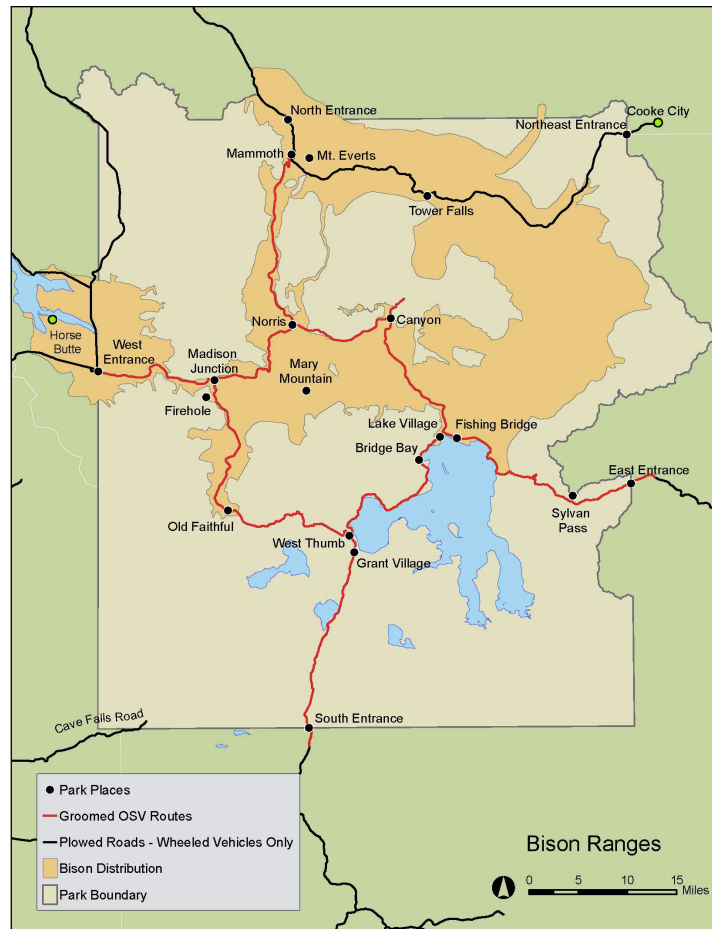 North Entrance
Cooke City
Northeast Entrance
Mammoth
Mt. Everts
Tower Falls
Horse
Butte
Norris
Canyon
West
Entrance
Madison
Junction
Mary
Mountain
Firehole
Lake Village
Fishing Bridge
Bridge Bay
East Entrance
Sylvan
Pass
Old Faithful
West Thumb
Grant Village
Cave Falls Road
South Entrance
Park Places
Groomed OSV Routes
Plowed Roads - Wheeled Vehicles Only
Bison Distribution
Park Boundary
Bison Ranges
0 5 10 15
Miles